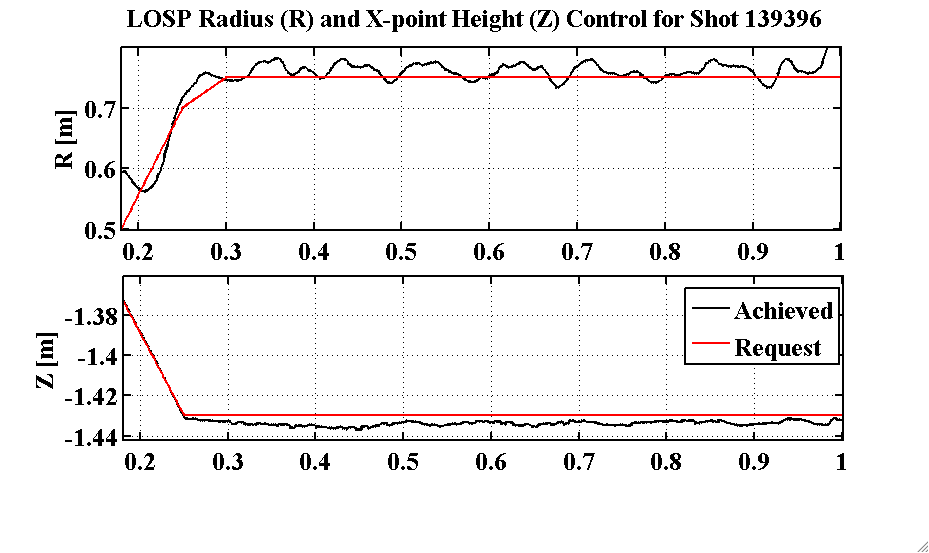 LOSP Radius (R) and X-point Height (Z) Control for Shot 139396
R [m]
0.7
0.6
0.5
0.2 0.3 0.4 0.5 0.6 0.7 0.8 0.9 1
Z [m]
-1.38
-1.4
-1.42
-1.44
Achieved
Request
0.2 0.3 0.4 0.5 0.6 0.7 0.8 0.9 1